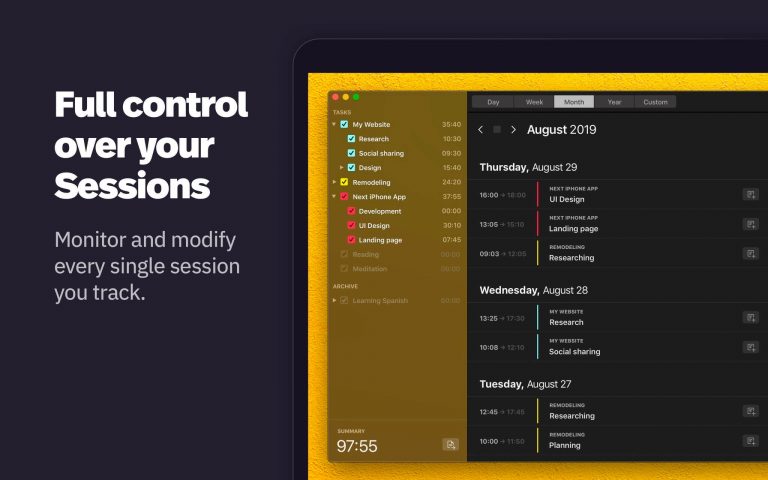 Full control
over your
Sessions
Monitor and modify
every single session
you track.
TASKS
My Website 35:40
Research 10:30
Social sharing 09:30
Design 15:40
Remodeling 24:20
Next iPhone App 37:55
Development 00:00
UI Design 30:10
Landing page 07:45
Reading 00:00
Meditation 00:00
ARCHIVE
Learning Spanish 00:00
SUMMARY
97:55
Day Week Month Year Custom
August 2019
Thursday, August 29
NEXT IPHONE APP
16:00 → 18:00 UI Design
NEXT IPHONE APP
13:05 → 15:10 Landing page
REMODELING
09:03 → 12:05 Researching
Wednesday, August 28
MY WEBSITE
13:25 → 17:30 Research
MY WEBSITE
10:08 → 12:10 Social sharing
Tuesday, August 27
REMODELING
12:45 → 17:45 Researching
REMODELING
10:00 → 11:50 Planning